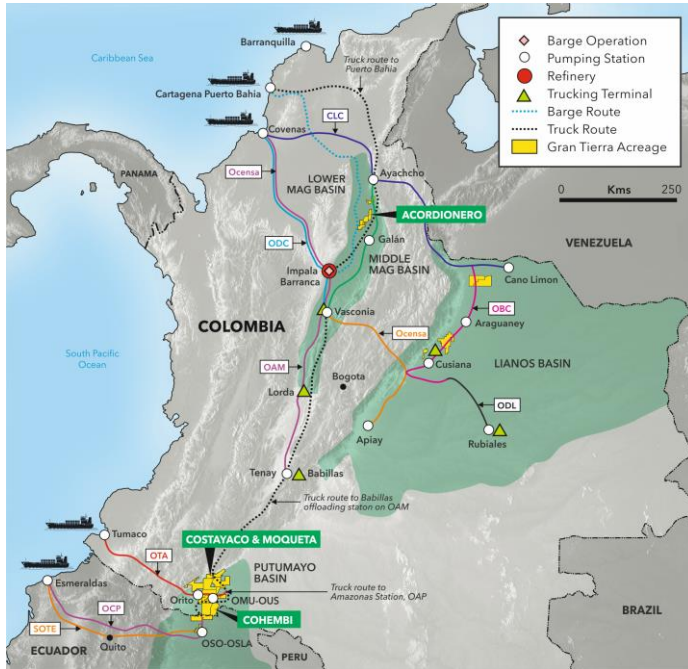 Caribbean Sea
Barranquilla
Truck route to
Puerto Bahia
Cartagena Puerto Bahia
Covenas
CLC
Barge Operation
Pumping Station
Refinery
Trucking Terminal
Barge Route
Truck Route
Gran Tierra Acreage
0 Kms 250
PANAMA
Ocensa
LOWER
MAG BASIN
Ayachcho
ACORDIONERO
Galán
ODC
MIDDLE
MAG BASIN
VENEZUELA
Impala
Barranca
Cano Limon
COLOMBIA
Vasconia
Ocensa
OBC
Araguaney
South Pacific
Ocean
OAM
Cusiana
LIANOS BASIN
Bogota
Lorda
ODL
Apiay
Rubiales
Tenay
Babillas
Truck route to Babillas
offloading staton on OAM
COSTAYACO & MOQUETA
Tumaco
OTA
PUTUMAYO
BASIN
Esmeraldas
Orito
OMU-OUS
Truck route to
Amazonas Station, OAP
OCP
COHEMBI
BRAZIL
SOTE
Quito
OSO-OSLA
ECUADOR
PERU